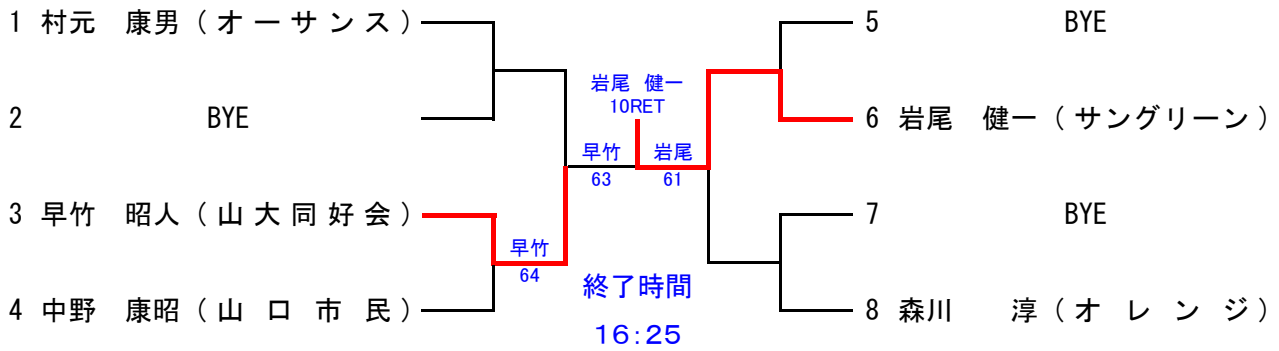 1 村元 康男 ( オーサンス )
2 BYE
3 早竹 昭人 ( 山大同好会 )
4 中野 康昭 ( 山口市民 )
早竹
64
早竹
63
岩尾 健一
10RET
岩尾
61
終了時間
16:25
5 BYE
6 岩尾 健一 ( サングリーン )
7 BYE
8 森川 淳 ( オレンジ )